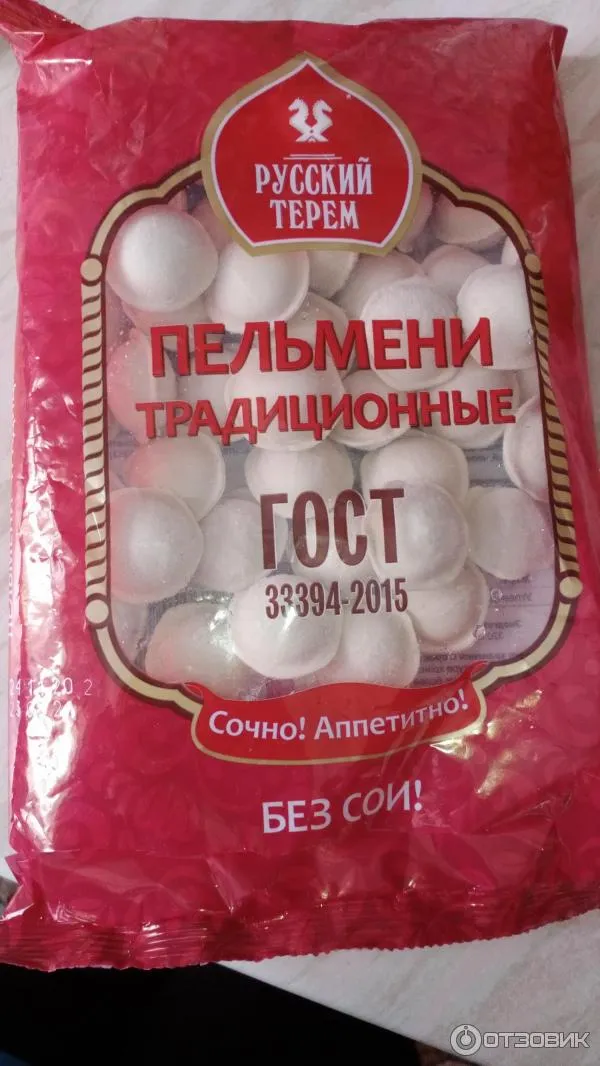 РУССКИЙ
ТЕРЕМ
ПЕЛЬМЕНИ
ТРАДИЦИОННЫЕ
ГОСТ
33394-2015
Сочно! Аппетитно!
БЕЗ СОИ!
ОТЗОВИК